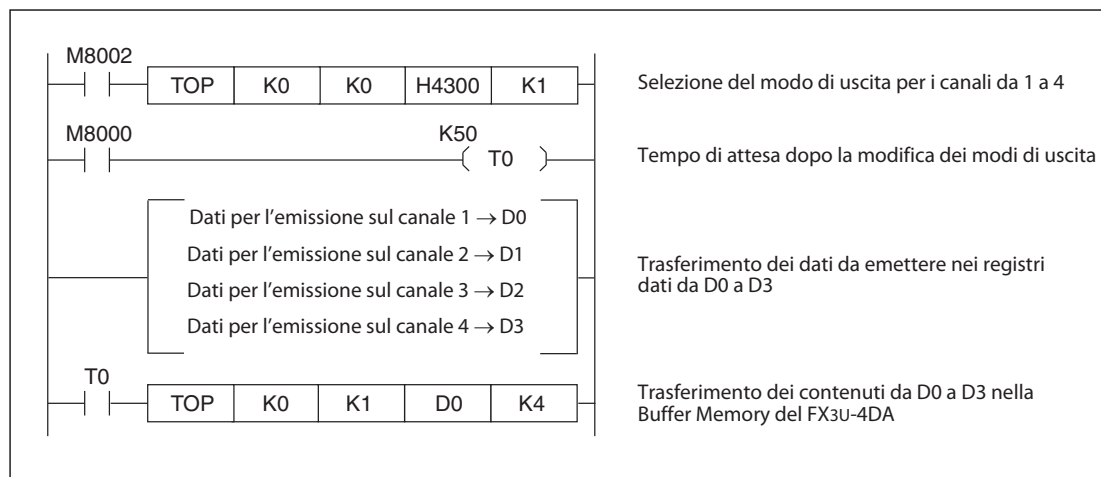 M8002
TOP K0 K0 H4300 K1
Selezione del modo di uscita per i canali da 1 a 4
M8000
K50
T0
Tempo di attesa dopo la modifica dei modi di uscita
Dati per l'emissione sul canale 1 → D0
Dati per l'emissione sul canale 2 → D1
Dati per l'emissione sul canale 3 → D2
Dati per l'emissione sul canale 4 → D3
Trasferimento dei dati da emettere nei registri
dati da D0 a D3
T0
TOP K0 K1 D0 K4
Trasferimento dei contenuti da D0 a D3 nella
Buffer Memory del FX3U-4DA